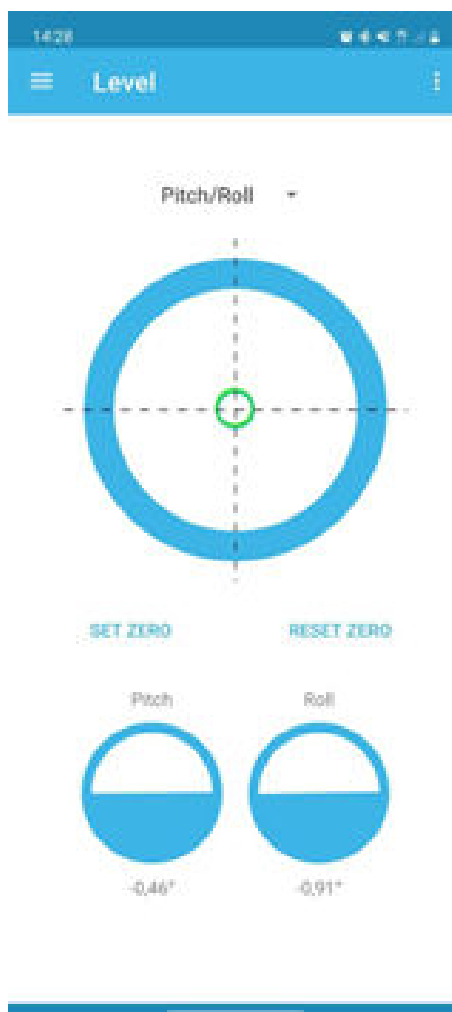 14:28
Level
Pitch/Roll
SET ZERO RESET ZERO
Pitch Roll
-0,46° -0,91°